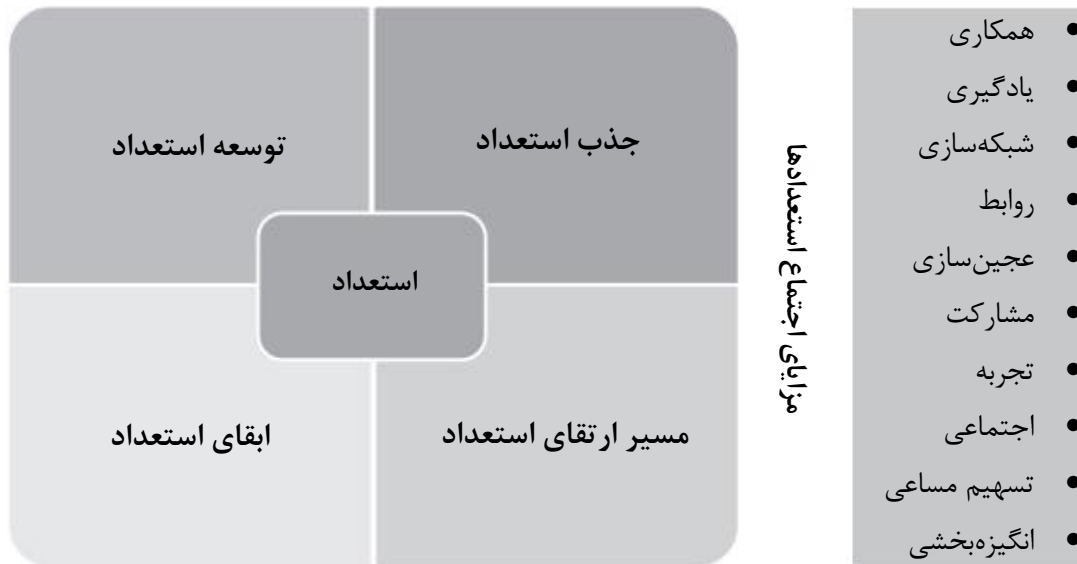 همکاری
یادگیری
شبکه‌سازی
روابط
عجین‌سازی
مشارکت
تجربه
اجتماعی
تسهیم مساعی
انگیزه‌بخشی
مزایای اجتماع استعدادها
جذب استعداد
توسعه استعداد
استعداد
مسیر ارتقای استعداد
ابقای استعداد